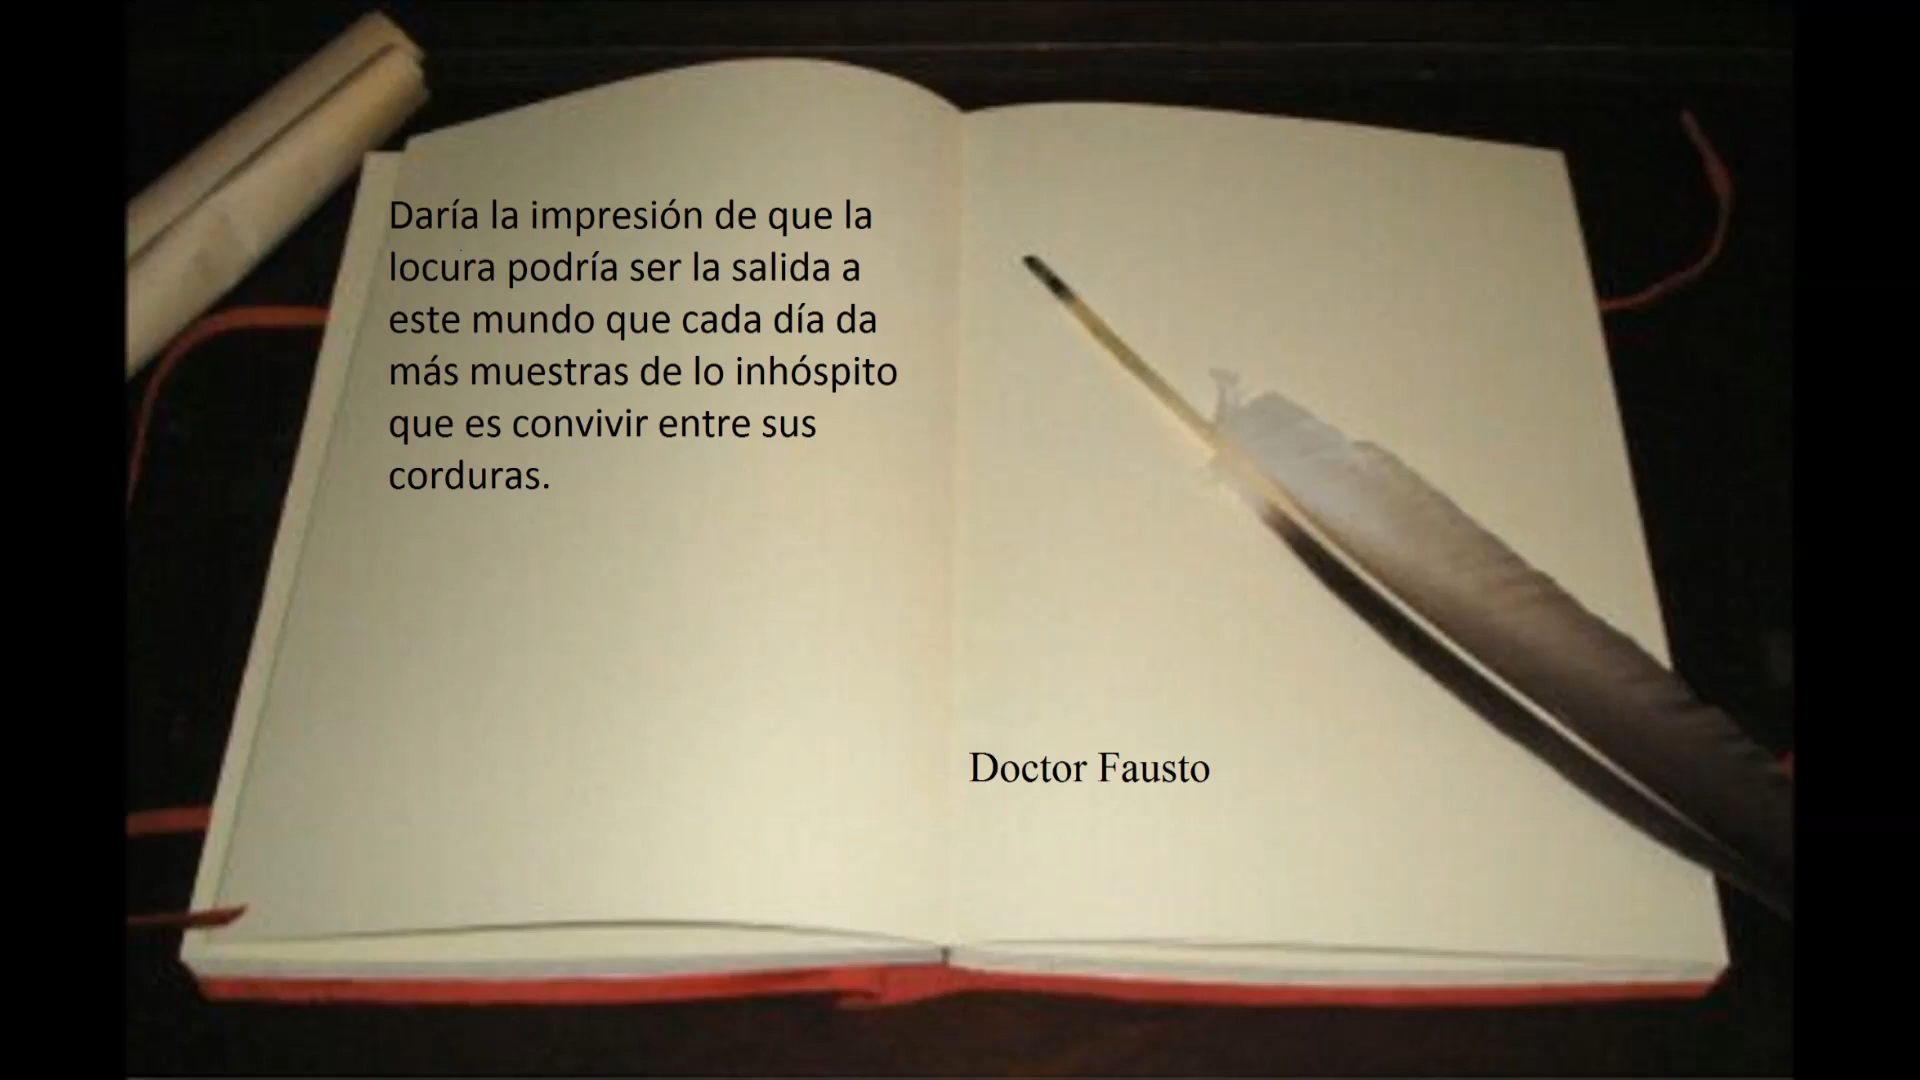 Daría la impresión de que la
locura podría ser la salida a
este mundo que cada día da
más muestras de lo inhóspito
que es convivir entre sus
corduras.
Doctor Fausto